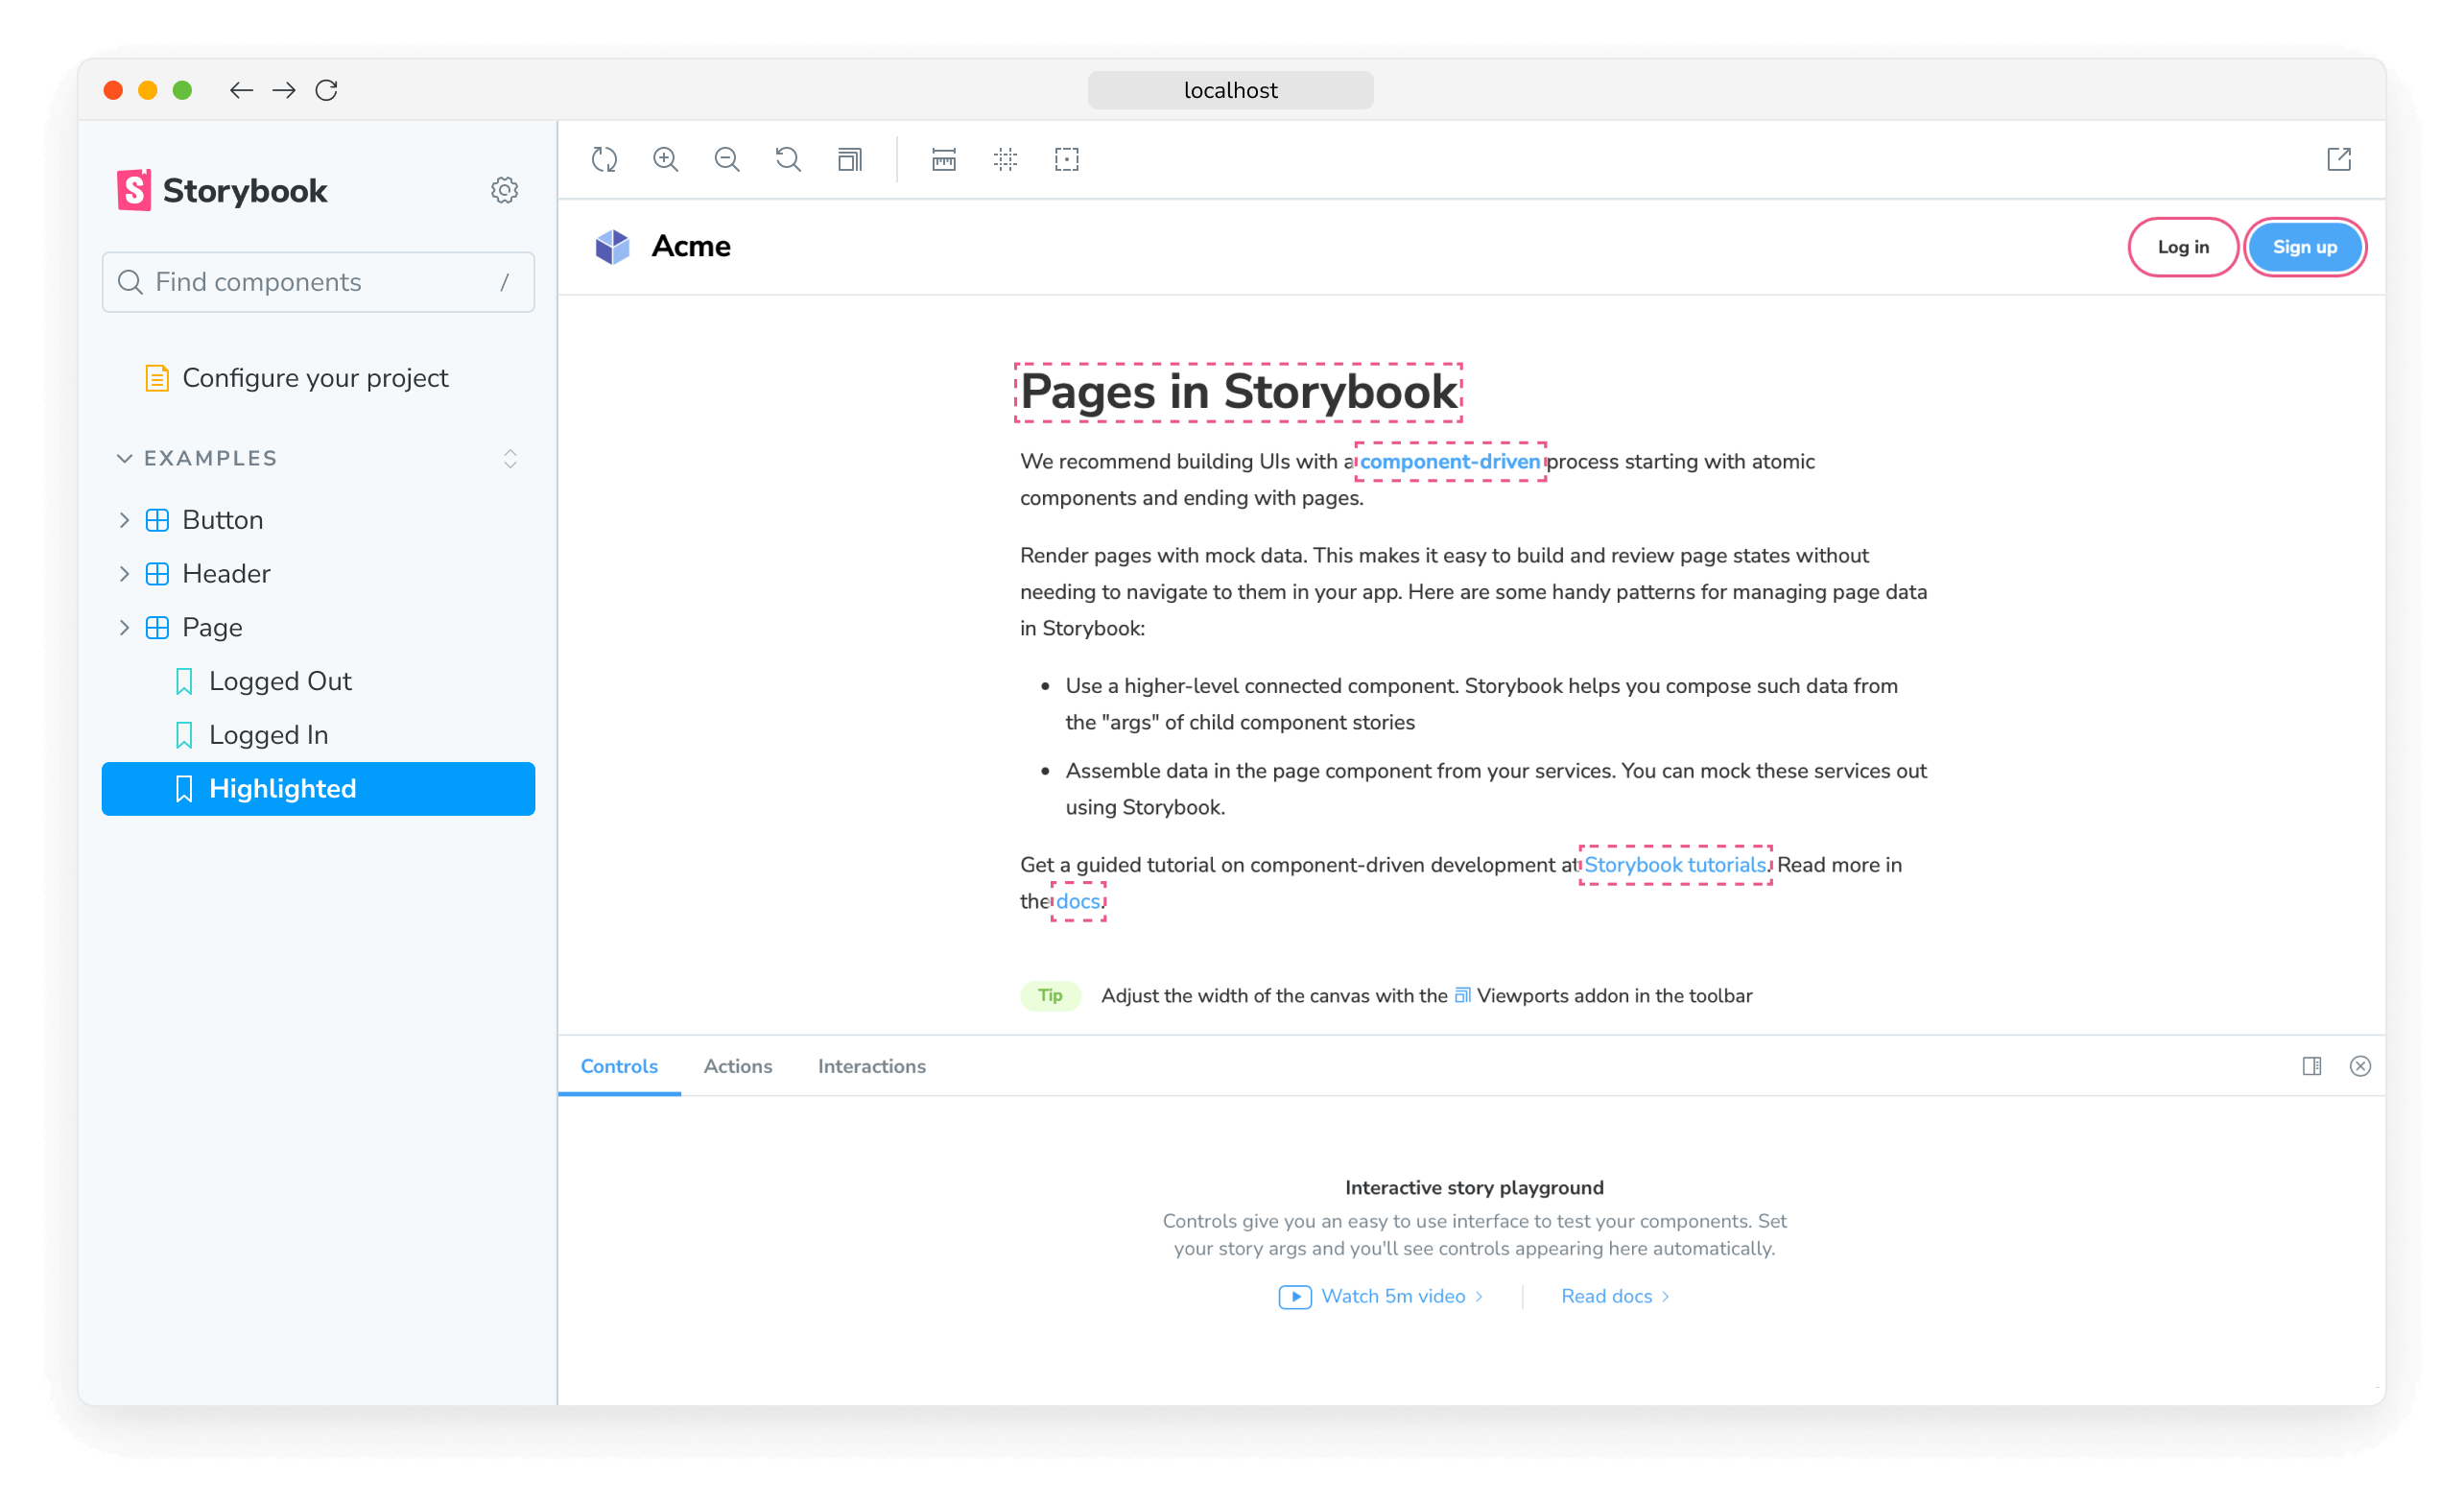 localhost
Storybook
Find components
/
Configure your project
EXAMPLES
Button
Header
Page
Logged Out
Logged In
Highlighted
Acme
Log in
Sign up
Pages in Storybook
We recommend building UIs with a component-driven process starting with atomic
components and ending with pages.
Render pages with mock data. This makes it easy to build and review page states without
needing to navigate to them in your app. Here are some handy patterns for managing page data
in Storybook:
• Use a higher-level connected component. Storybook helps you compose such data from
the "args" of child component stories
• Assemble data in the page component from your services. You can mock these services out
using Storybook.
Get a guided tutorial on component-driven development at Storybook tutorials. Read more in
the docs.
Tip Adjust the width of the canvas with the Viewports addon in the toolbar
Controls Actions Interactions
Interactive story playground
Controls give you an easy to use interface to test your components. Set
your story args and you'll see controls appearing here automatically.
Watch 5m video
Read docs